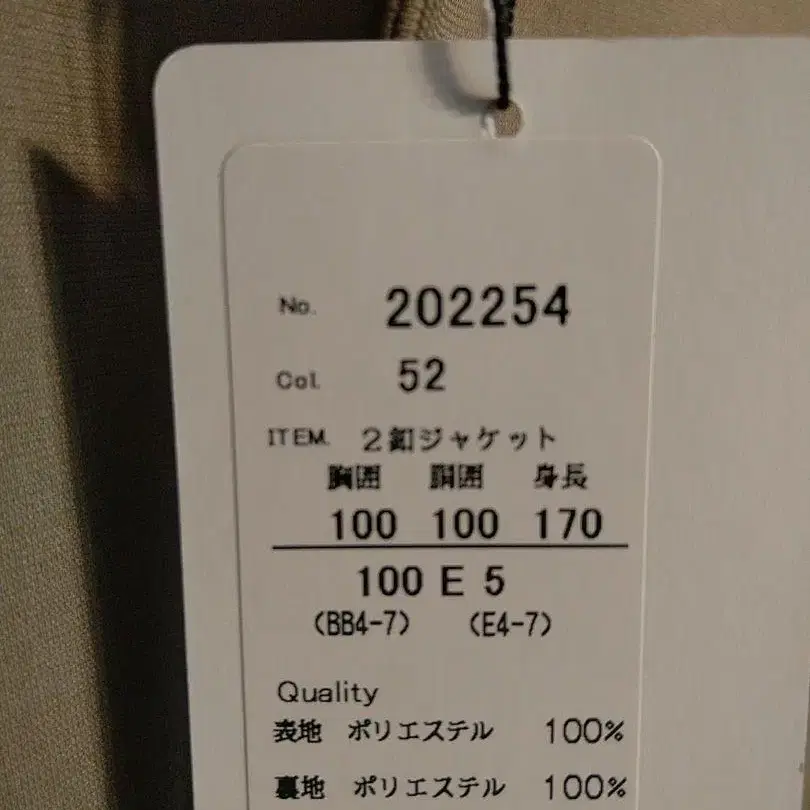 No. 202254
Col. 52
ITEM. 2釦ジャケット
胸囲 胴囲 身長
100 100 170
100 E 5
(BB4-7) (E4-7)
Quality
表地 ポリエステル 100%
裏地 ポリエステル 100%